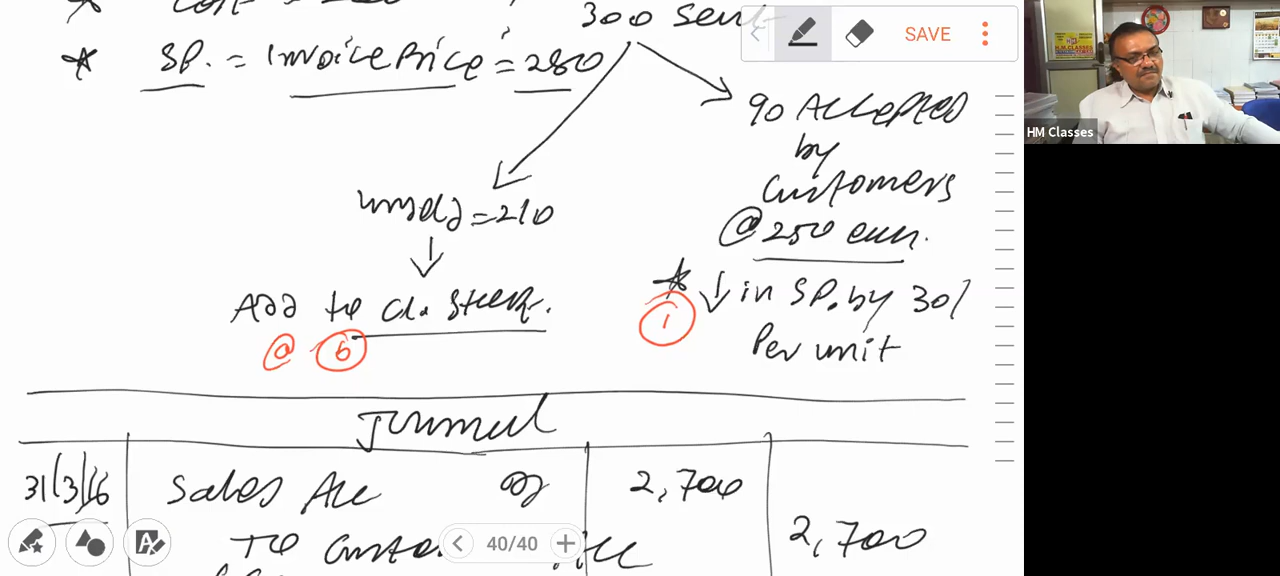 300 sent
SAVE
* SP. = Invoice Price = 280
HM Classes
90 Accepted
by
Customers
@ 250 each.
unsold = 210
Add to Cl. Stock.
@ 6
* ↓ in SP. by 30/
1
Per unit
Journal
31/3/16 Sales A/c Dr 2,700
40/40
2,700